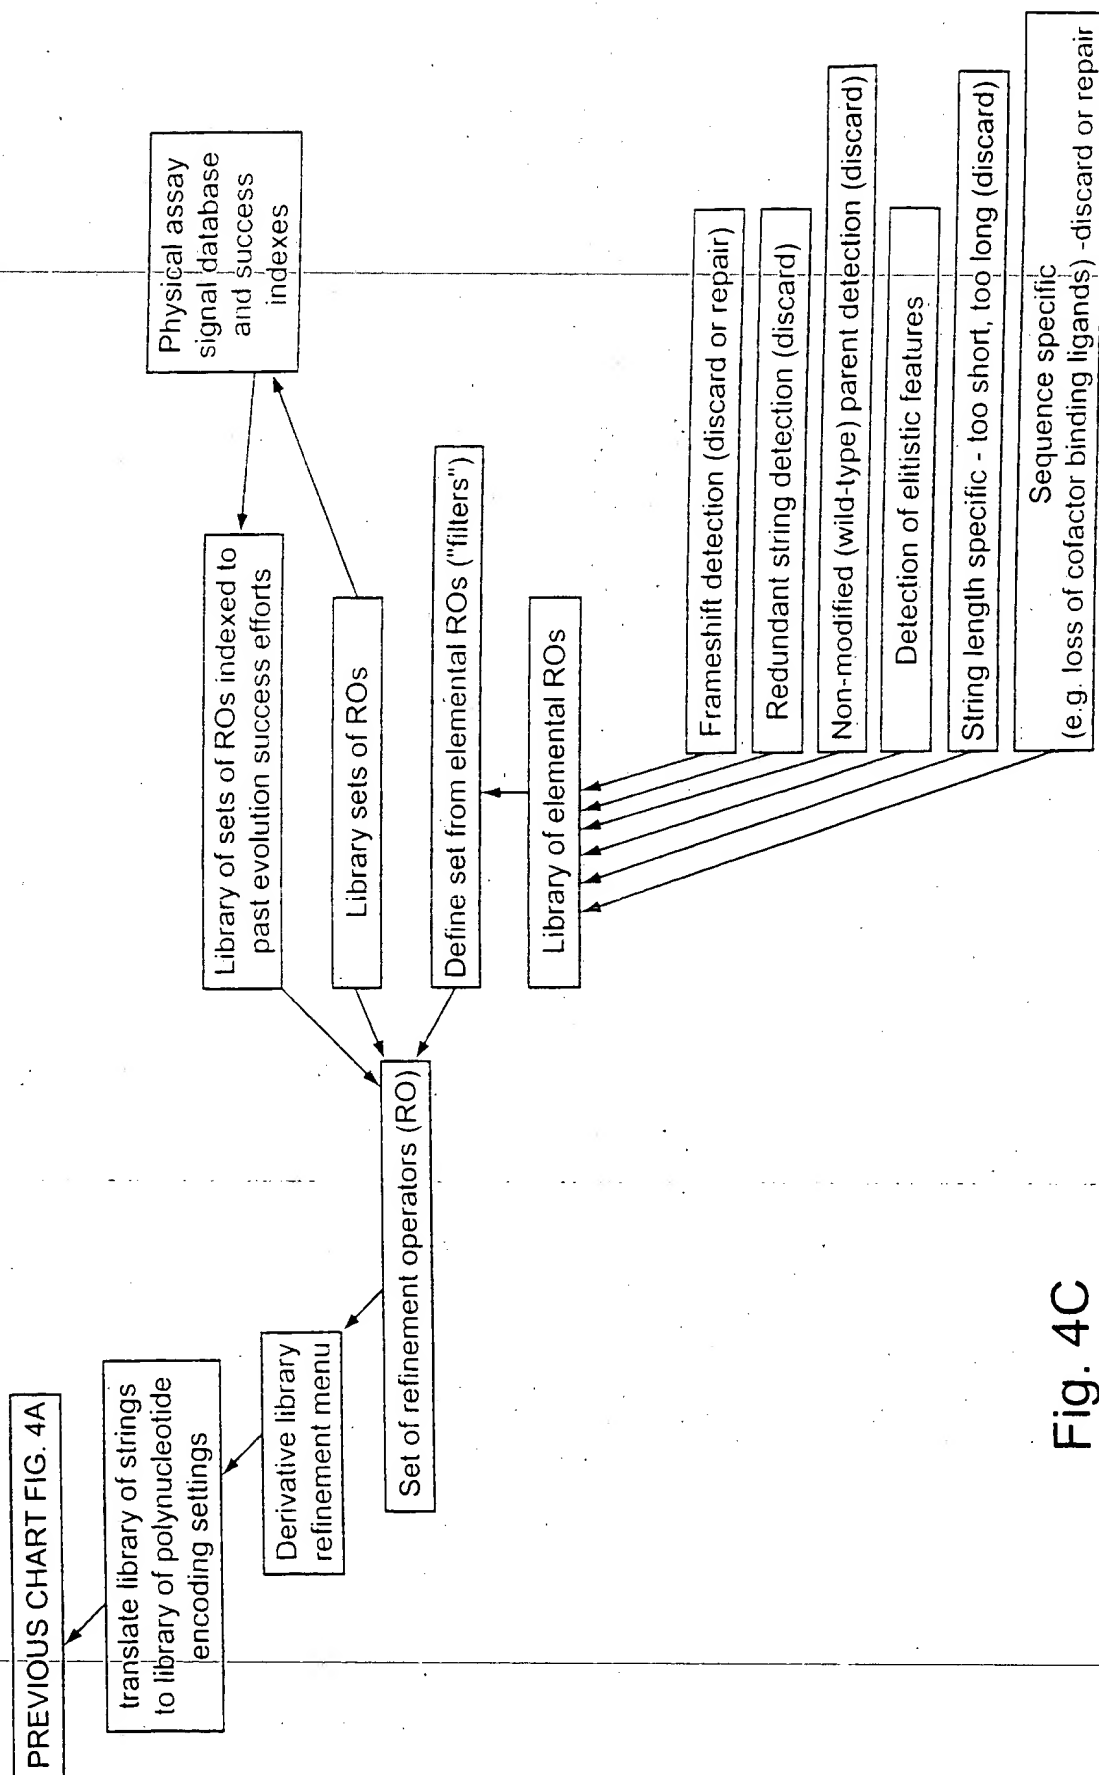 PREVIOUS CHART FIG. 4A
translate library of strings
to library of polynucleotide
encoding settings
Derivative library
refinement menu
Set of refinement operators (RO)
Library of sets of ROs indexed to
past evolution success efforts
Physical assay
signal database
and success
indexes
Library sets of ROs
Define set from elemental ROs ("filters")
Library of elemental ROs
Frameshift detection (discard or repair)
Redundant string detection (discard)
Non-modified (wild-type) parent detection (discard)
Detection of elitistic features
String length specific - too short, too long (discard)
Sequence specific
(e.g. loss of cofactor binding ligands) -discard or repair
Fig. 4C